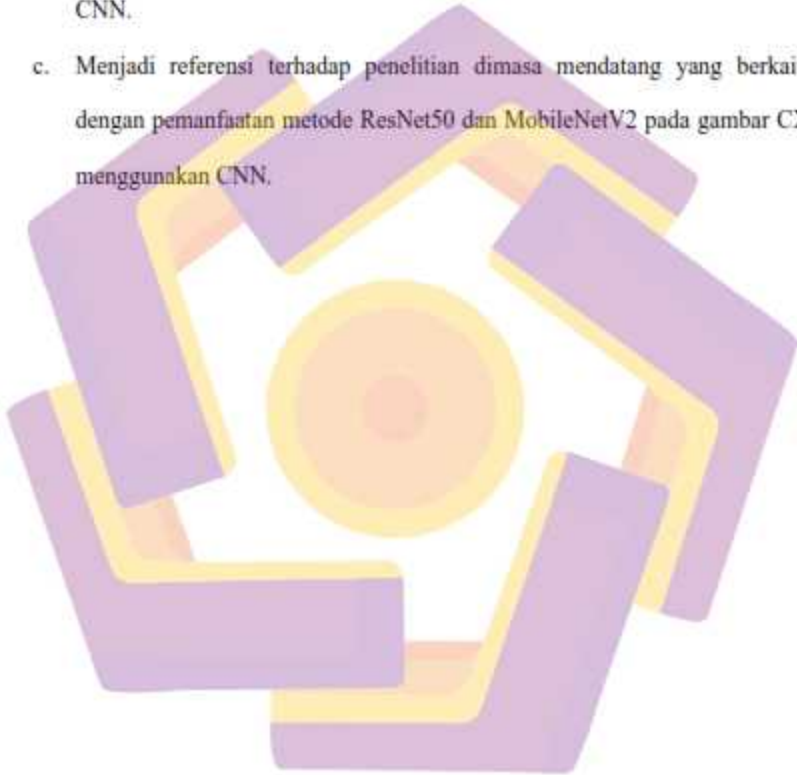 CNN.
c. Menjadi referensi terhadap penelitian dimasa mendatang yang berkai
dengan pemanfaatan metode ResNet50 dan MobileNetV2 pada gambar CX
menggunakan CNN.